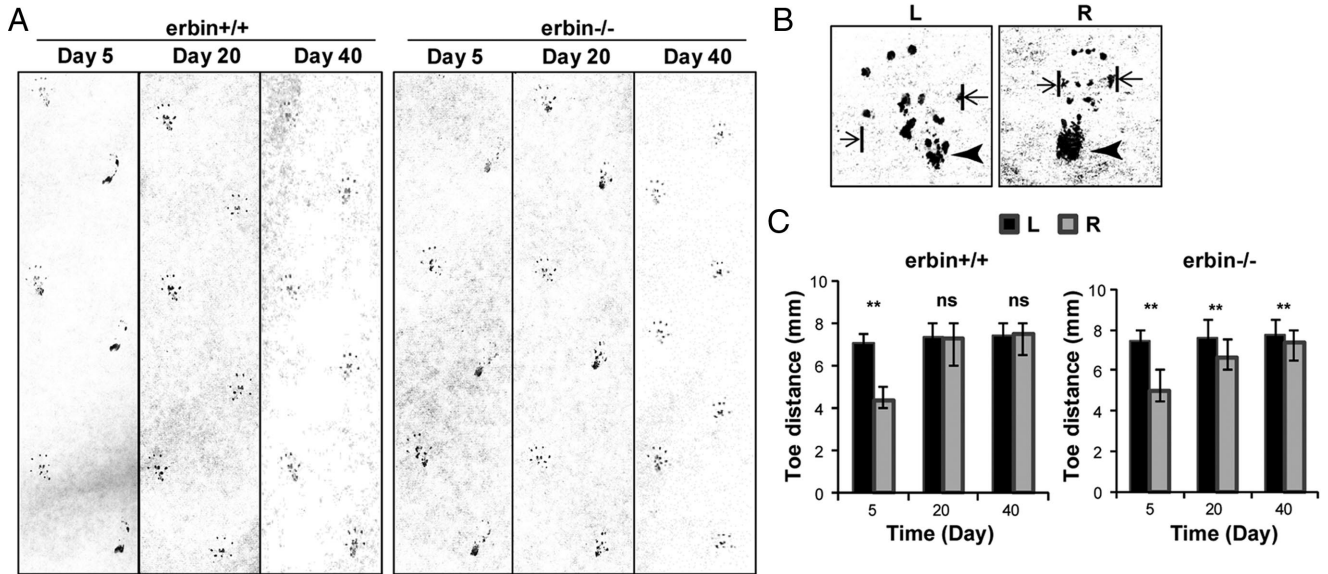 A
erbin+/+
Day 5 Day 20 Day 40
erbin-/-
Day 5 Day 20 Day 40
B
L R
C
L R
erbin+/+
Toe distance (mm)
10
8
6
4
2
0
** ns ns
5 20 40
Time (Day)
erbin-/-
Toe distance (mm)
10
8
6
4
2
0
** ** **
5 20 40
Time (Day)